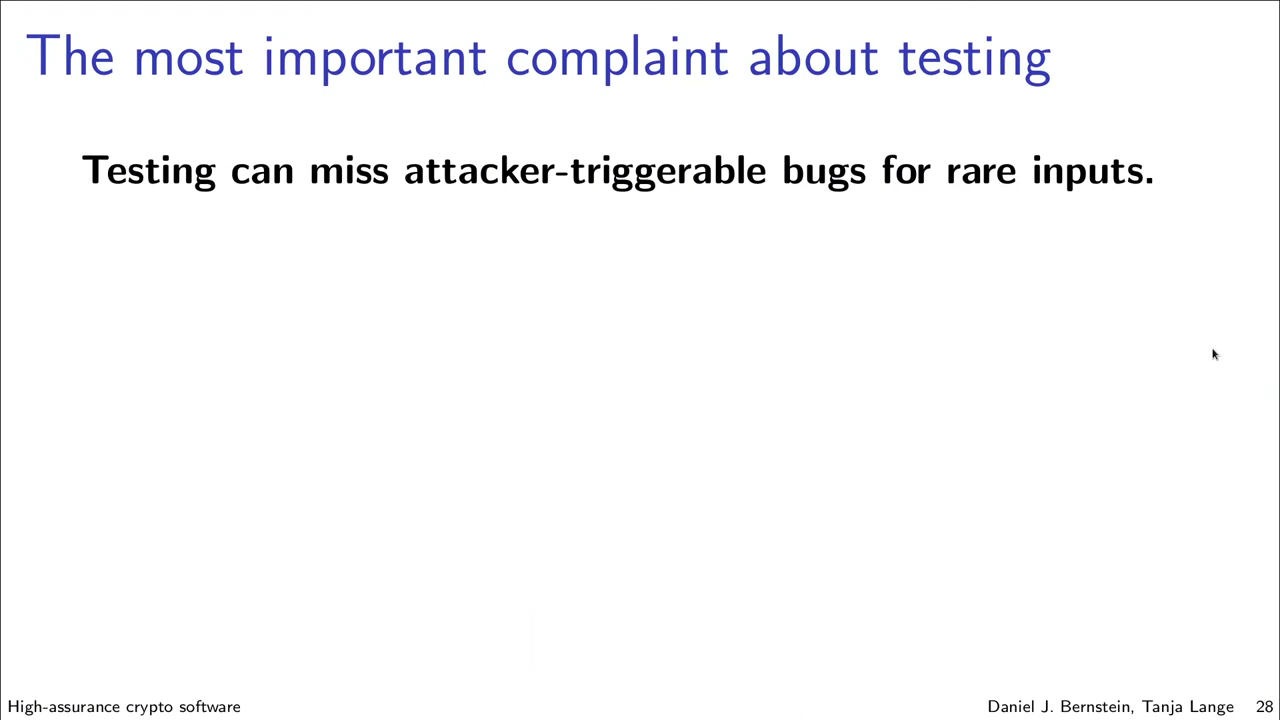 The most important complaint about testing
Testing can miss attacker-triggerable bugs for rare inputs.
High-assurance crypto software
Daniel J. Bernstein, Tanja Lange 28